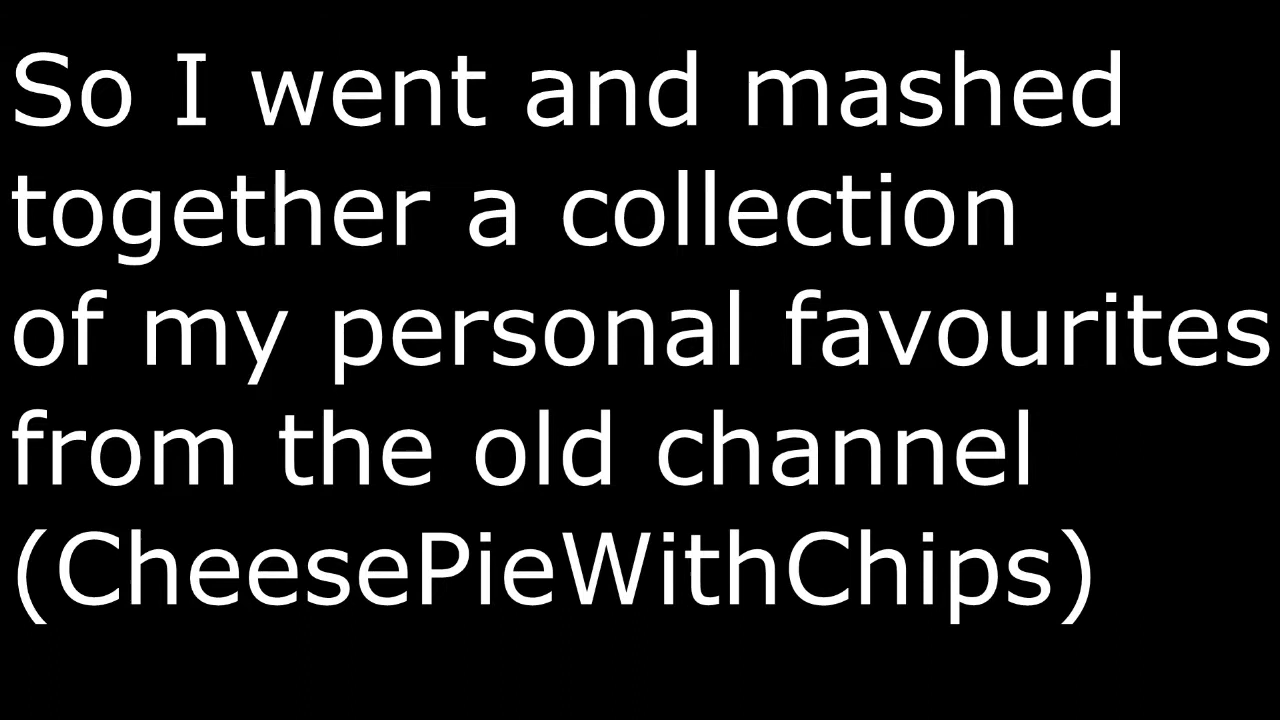 So I went and mashed
together a collection
of my personal favourites
from the old channel
(CheesePieWithChips)